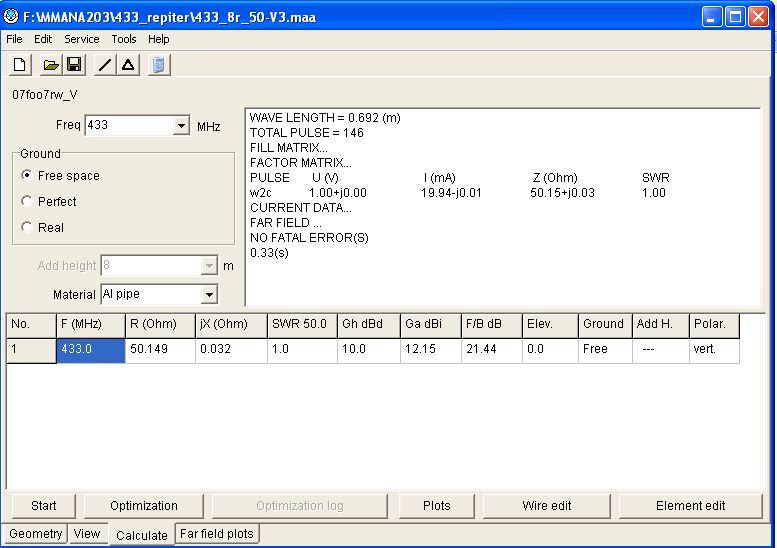 F:\MMANA203\433_repiter\433_8r_50-V3.maa
File Edit Service Tools Help
07foo7rw_V
Freq 433 MHz
Ground
Free space
Perfect
Real
Add height 8 m
Material Al pipe
WAVE LENGTH = 0.692 (m)
TOTAL PULSE = 146
FILL MATRIX...
FACTOR MATRIX...
PULSE U (V) I (mA) Z (Ohm) SWR
w2c 1.00+j0.00 19.94-j0.01 50.15+j0.03 1.00
CURRENT DATA...
FAR FIELD ...
NO FATAL ERROR(S)
0.33(s)
No. F (MHz) R (Ohm) jX (Ohm) SWR 50.0 Gh dBd Ga dBi F/B dB Elev. Ground Add H. Polar.
1 433.0 50.149 0.032 1.0 10.0 12.15 21.44 0.0 Free --- vert.
Start Optimization Optimization log Plots Wire edit Element edit
Geometry View Calculate Far field plots